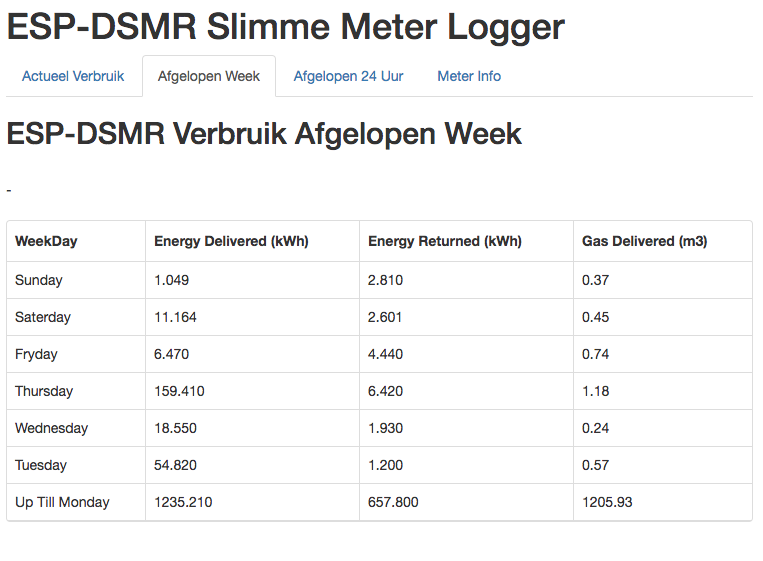 ESP-DSMR Slimme Meter Logger
Actueel Verbruik Afgelopen Week Afgelopen 24 Uur Meter Info
ESP-DSMR Verbruik Afgelopen Week
-
WeekDay Energy Delivered (kWh) Energy Returned (kWh) Gas Delivered (m3)
Sunday 1.049 2.810 0.37
Saterday 11.164 2.601 0.45
Fryday 6.470 4.440 0.74
Thursday 159.410 6.420 1.18
Wednesday 18.550 1.930 0.24
Tuesday 54.820 1.200 0.57
Up Till Monday 1235.210 657.800 1205.93